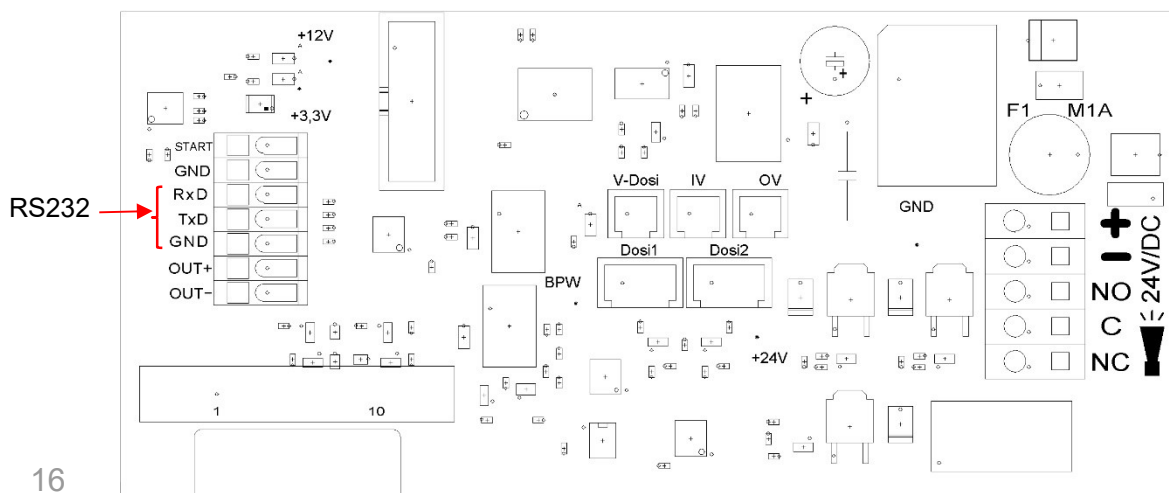 +12V
+3,3V
START
GND
RxD
TxD
GND
OUT+
OUT−
RS232
1 10
V-Dosi IV OV
Dosi1 Dosi2
BPW
+24V
F1 M1A
GND
+
−
NO
C
NC
24V/DC
16